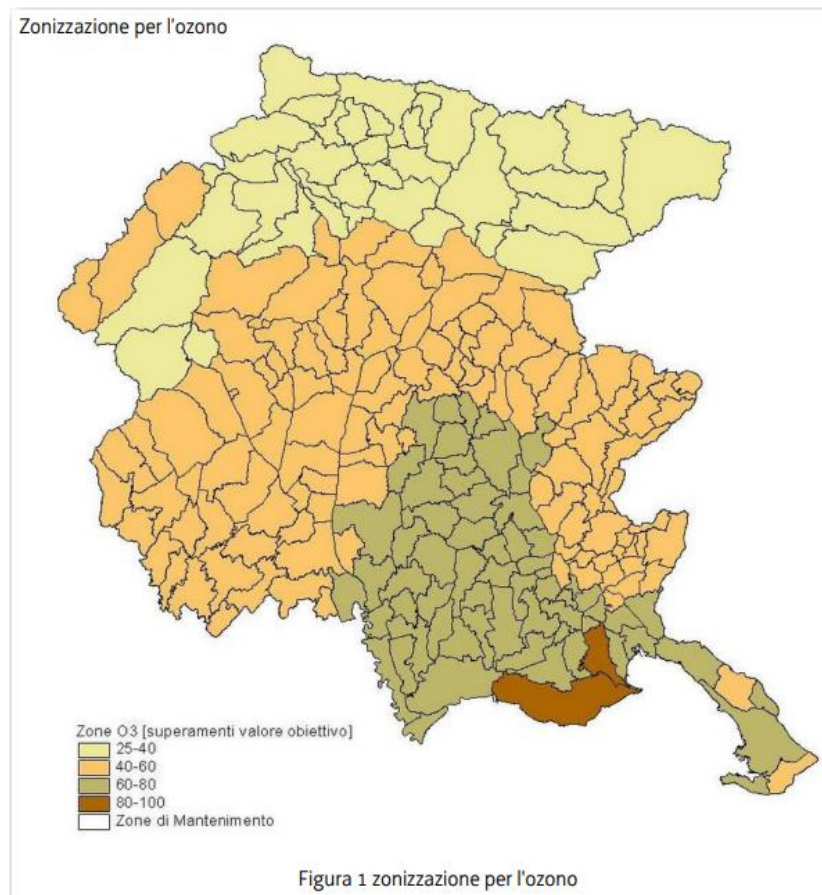 Zonizzazione per l'ozono
Zone O3 [superamenti valore obiettivo]
25-40
40-60
60-80
80-100
Zone di Mantenimento
Figura 1 zonizzazione per l'ozono